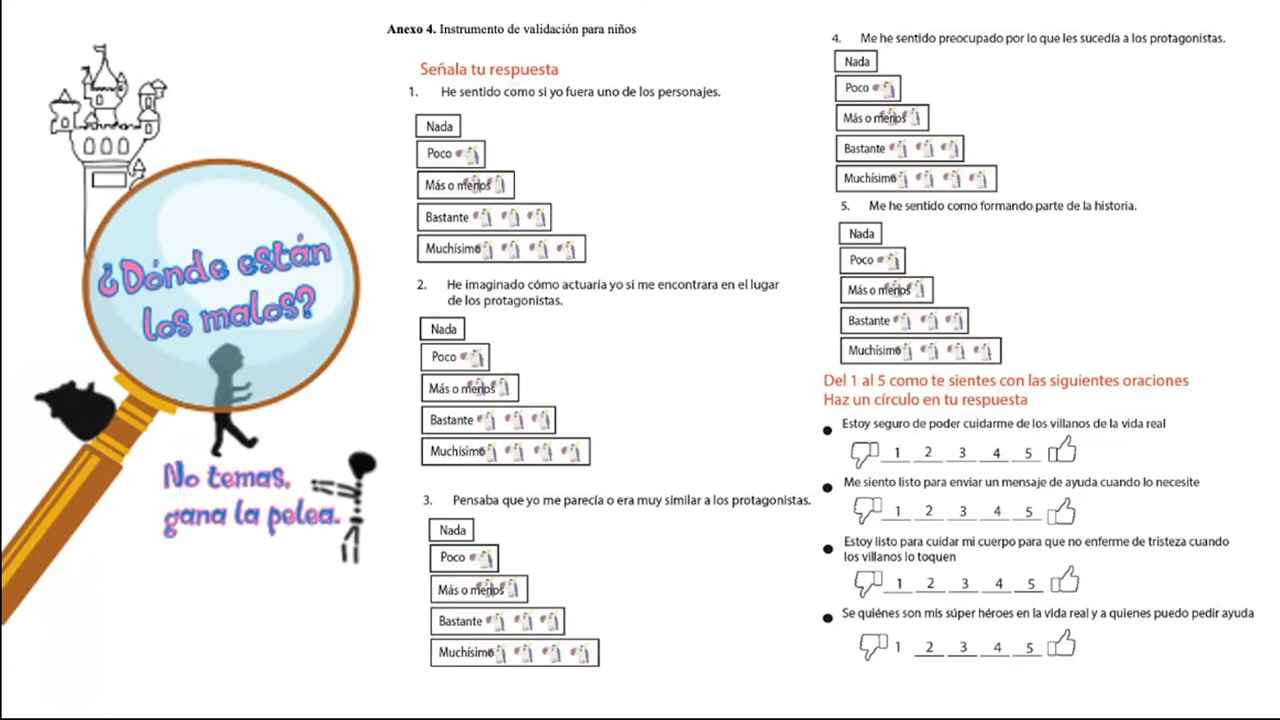 ¿Dónde están
los malos?
No temas,
gana la pelea.
Anexo 4. Instrumento de validación para niños
Señala tu respuesta
1. He sentido como si yo fuera uno de los personajes.
Nada
Poco
Más o menos
Bastante
Muchísimo
2. He imaginado cómo actuaría yo si me encontrara en el lugar
de los protagonistas.
Nada
Poco
Más o menos
Bastante
Muchísimo
3. Pensaba que yo me parecía o era muy similar a los protagonistas.
Nada
Poco
Más o menos
Bastante
Muchísimo
4. Me he sentido preocupado por lo que les sucedía a los protagonistas.
Nada
Poco
Más o menos
Bastante
Muchísimo
5. Me he sentido como formando parte de la historia.
Nada
Poco
Más o menos
Bastante
Muchísimo
Del 1 al 5 como te sientes con las siguientes oraciones
Haz un círculo en tu respuesta
Estoy seguro de poder cuidarme de los villanos de la vida real
1 2 3 4 5
Me siento listo para enviar un mensaje de ayuda cuando lo necesite
1 2 3 4 5
Estoy listo para cuidar mi cuerpo para que no enferme de tristeza cuando
los villanos lo toquen
1 2 3 4 5
Se quiénes son mis súper héroes en la vida real y a quienes puedo pedir ayuda
1 2 3 4 5